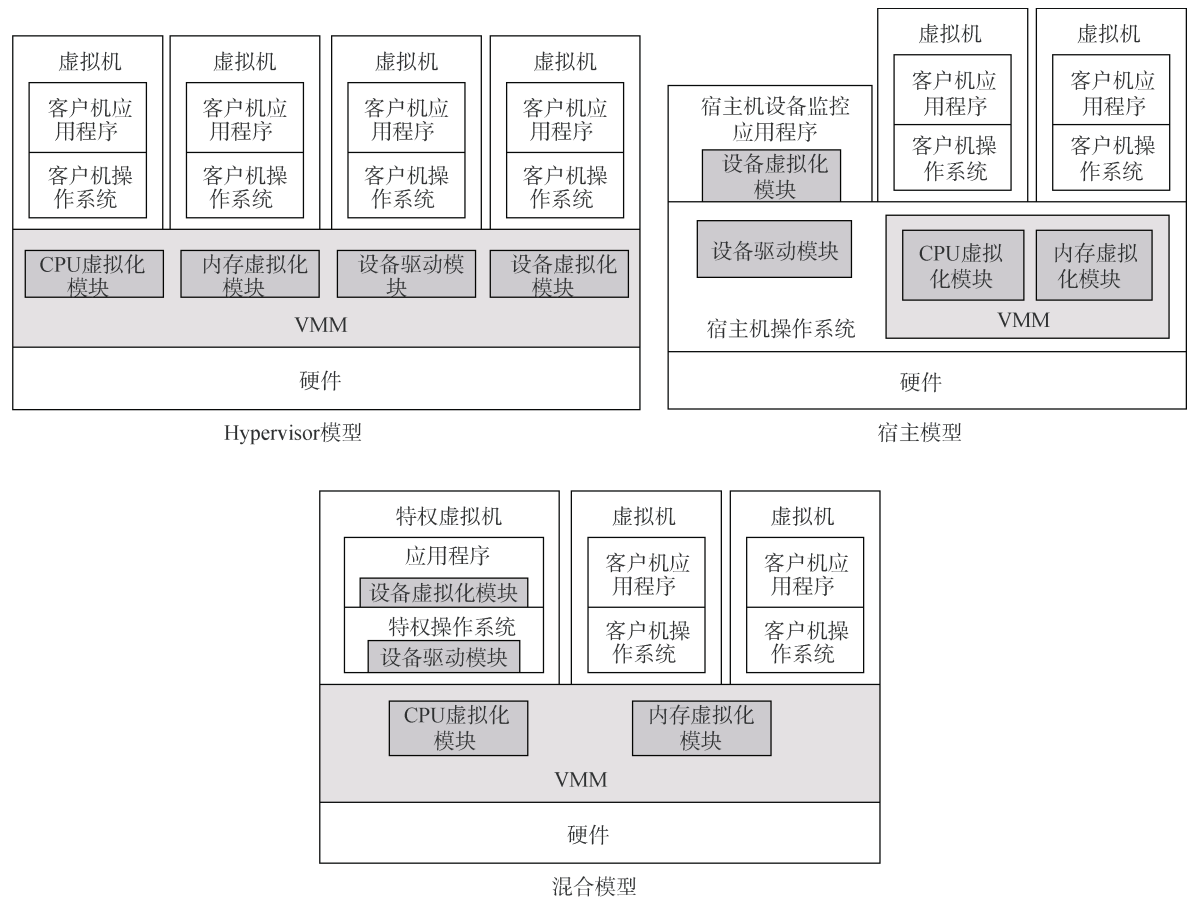 虚拟机
客户机应
用程序
客户机操
作系统
虚拟机
客户机应
用程序
客户机操
作系统
虚拟机
客户机应
用程序
客户机操
作系统
虚拟机
客户机应
用程序
客户机操
作系统
CPU虚拟化
模块
内存虚拟化
模块
设备驱动模
块
设备虚拟化
模块
VMM
硬件
Hypervisor模型
宿主机设备监控
应用程序
设备虚拟化
模块
虚拟机
客户机应
用程序
客户机操
作系统
虚拟机
客户机应
用程序
客户机操
作系统
设备驱动模块
宿主机操作系统
CPU虚拟
化模块
内存虚拟
化模块
VMM
硬件
宿主模型
特权虚拟机
应用程序
设备虚拟化模块
特权操作系统
设备驱动模块
虚拟机
客户机应
用程序
客户机操
作系统
虚拟机
客户机应
用程序
客户机操
作系统
CPU虚拟化
模块
内存虚拟化
模块
VMM
硬件
混合模型